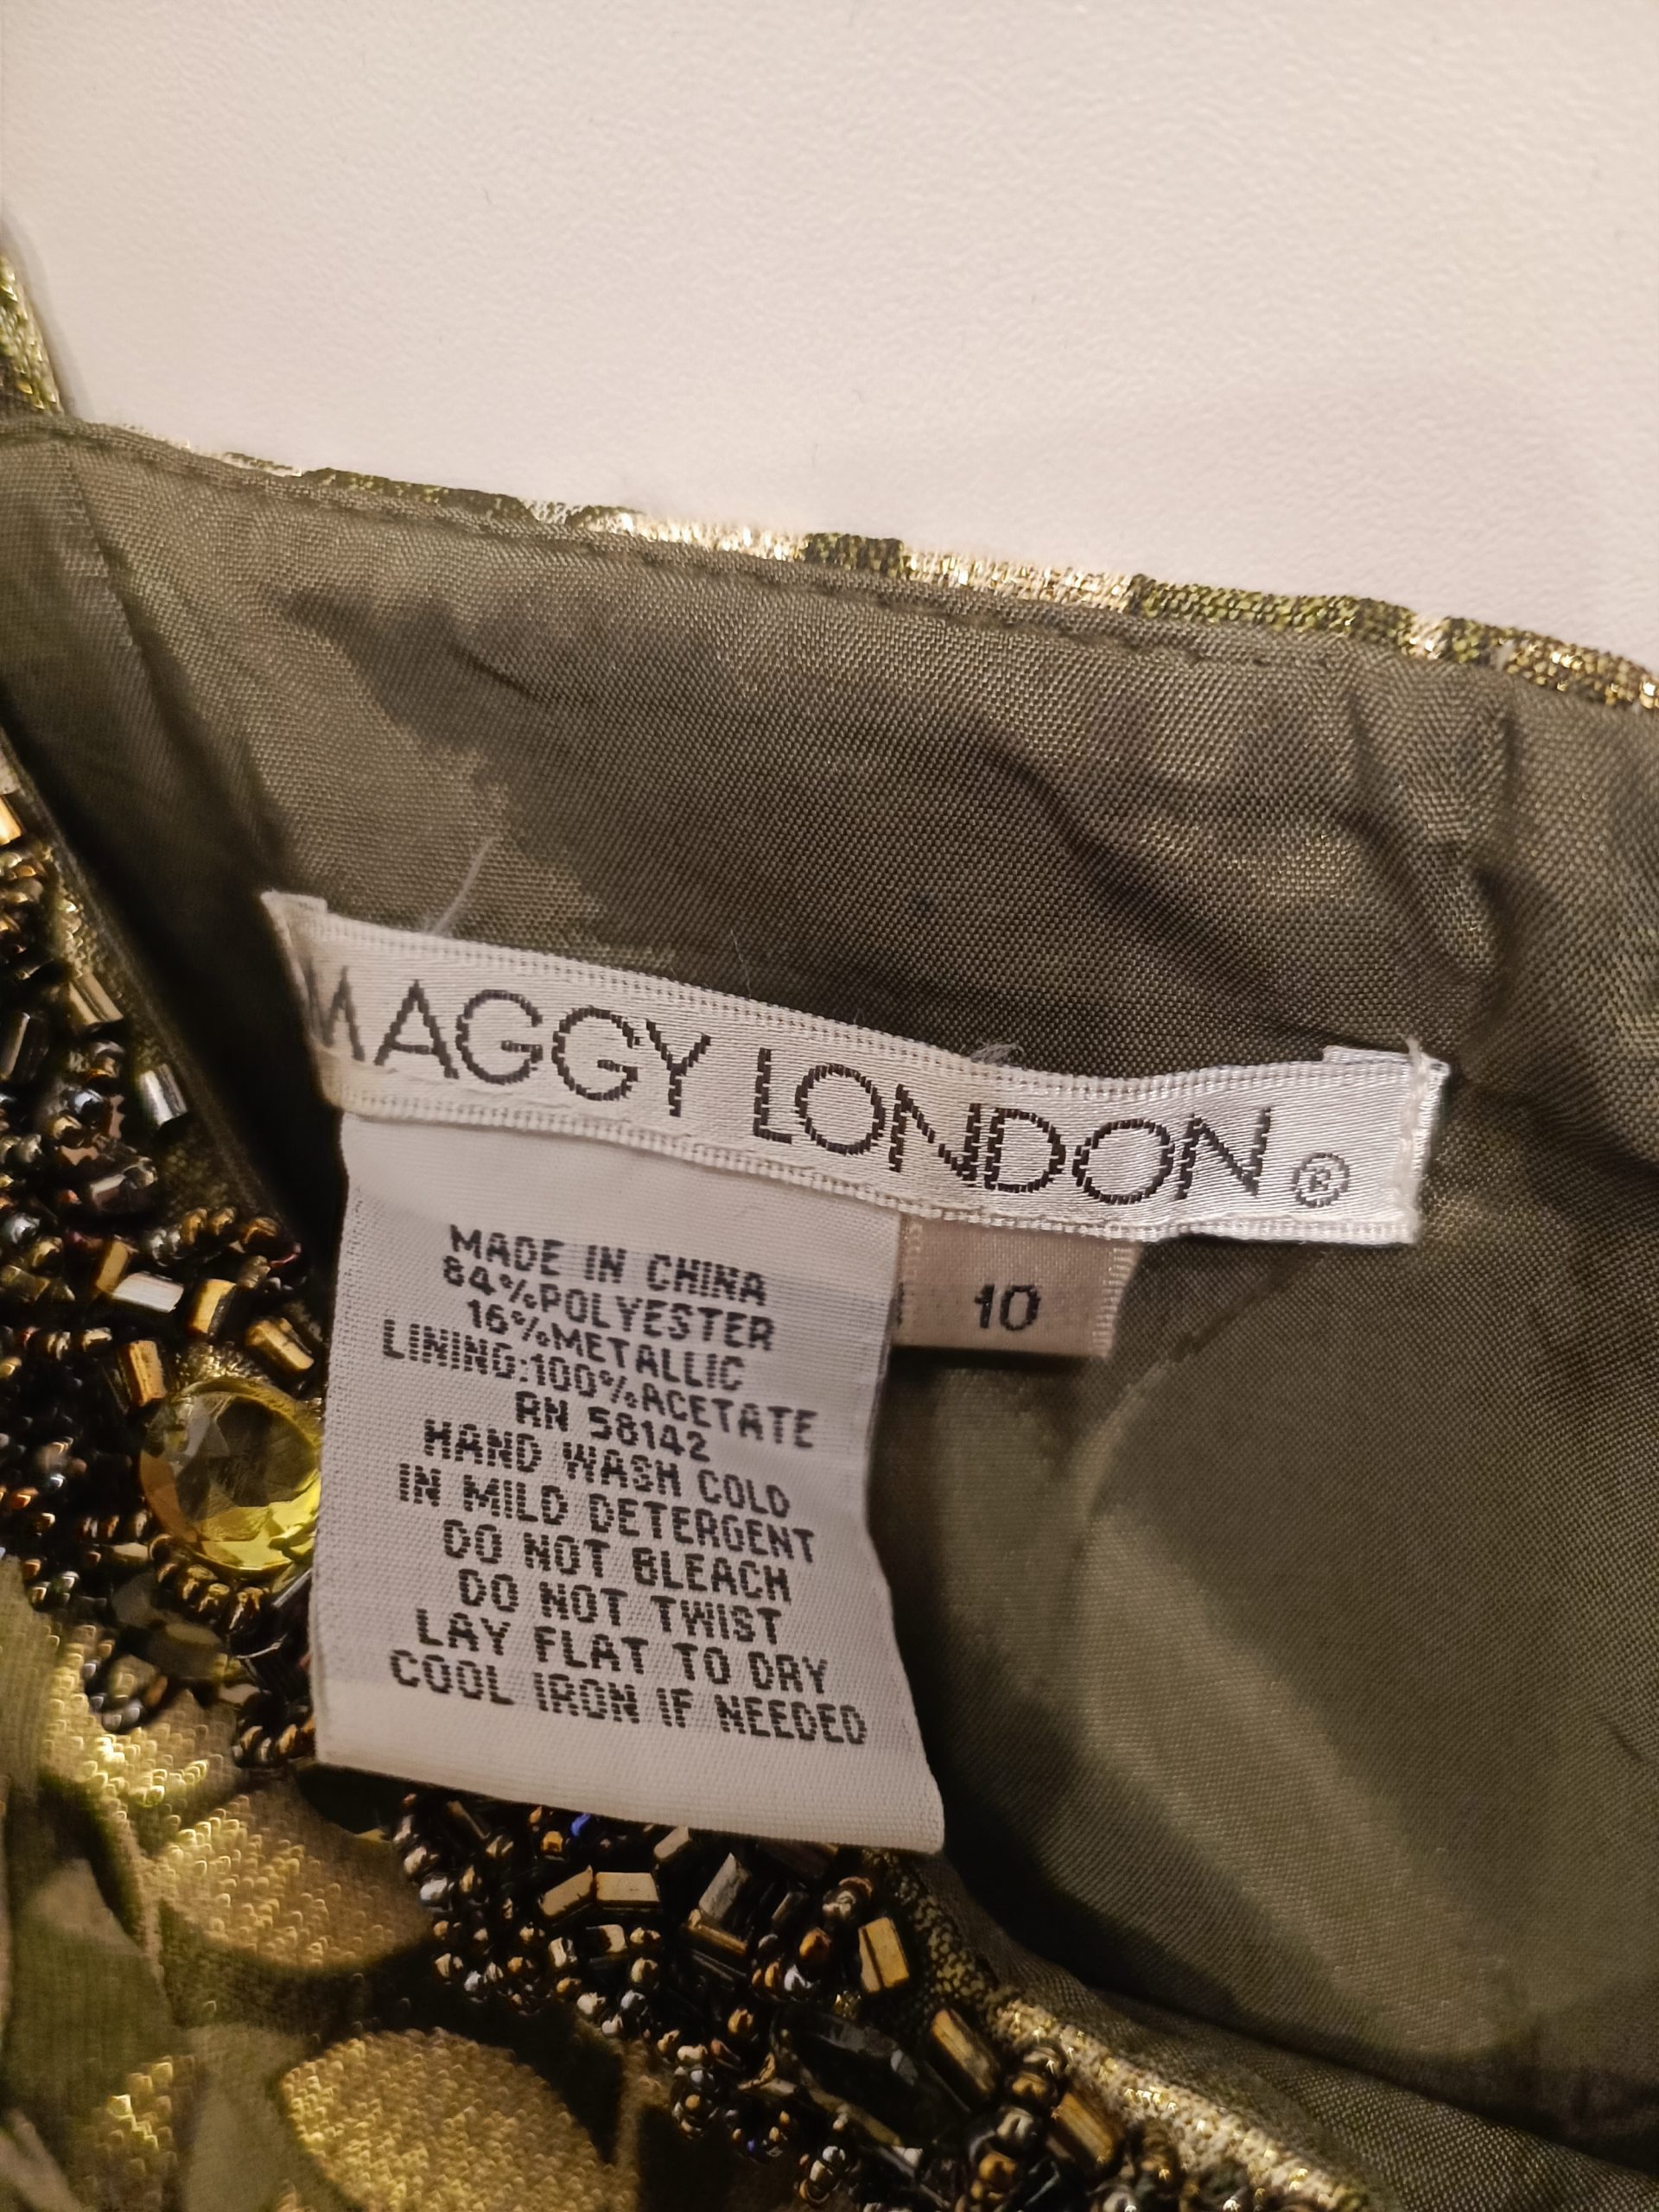 MAGGY LONDON ®
10
MADE IN CHINA
84%POLYESTER
16%METALLIC
LINING:100%ACETATE
RN 58142
HAND WASH COLD
IN MILD DETERGENT
DO NOT BLEACH
DO NOT TWIST
LAY FLAT TO DRY
COOL IRON IF NEEDED